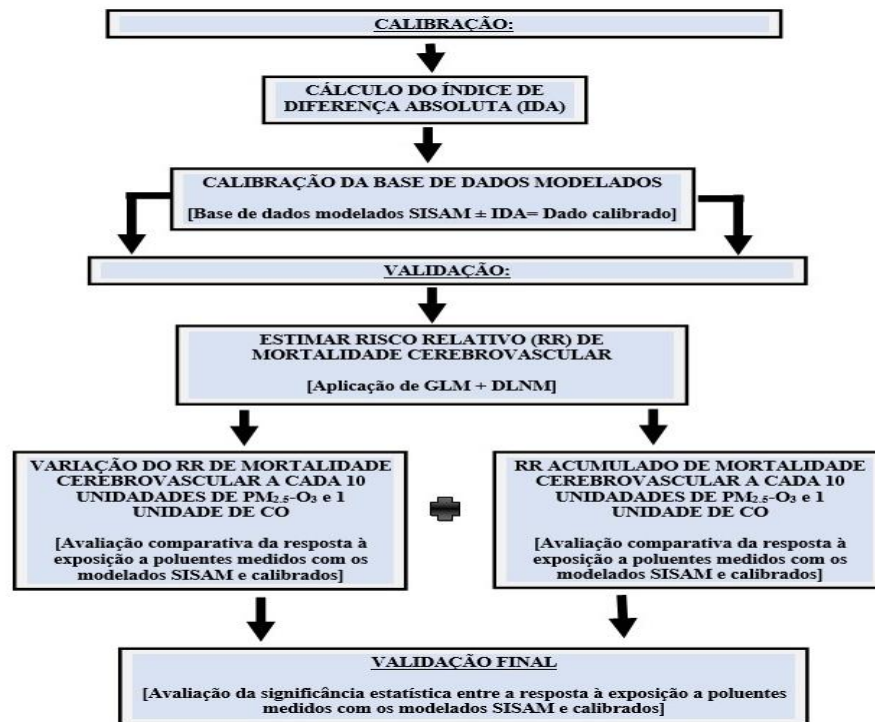 CALIBRAÇÃO:
CÁLCULO DO ÍNDICE DE
DIFERENÇA ABSOLUTA (IDA)
CALIBRAÇÃO DA BASE DE DADOS MODELADOS
[Base de dados modelados SISAM ± IDA= Dado calibrado]
VALIDAÇÃO:
ESTIMAR RISCO RELATIVO (RR) DE
MORTALIDADE CEREBROVASCULAR
[Aplicação de GLM + DLNM]
VARIAÇÃO DO RR DE MORTALIDADE
CEREBROVASCULAR A CADA 10
UNIDADADES DE PM2.5-O3 e 1
UNIDADE DE CO
[Avaliação comparativa da resposta à
exposição a poluentes medidos com os
modelados SISAM e calibrados]
RR ACUMULADO DE MORTALIDADE
CEREBROVASCULAR A CADA 10
UNIDADADES DE PM2.5-O3 e 1
UNIDADE DE CO
[Avaliação comparativa da resposta à
exposição a poluentes medidos com os
modelados SISAM e calibrados]
VALIDAÇÃO FINAL
[Avaliação da significância estatística entre a resposta à exposição a poluentes
medidos com os modelados SISAM e calibrados]